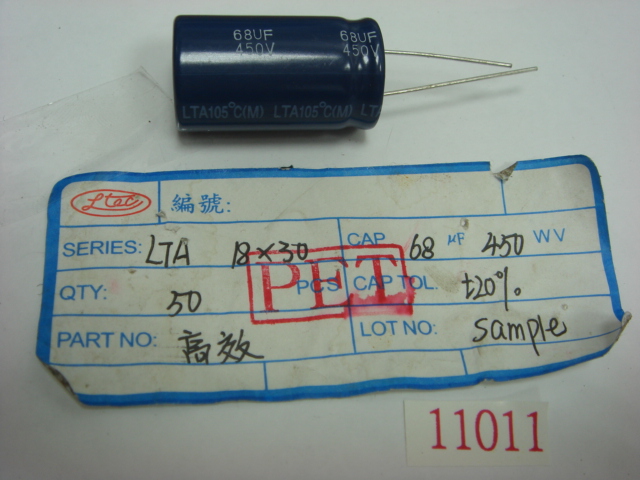 68UF 68UF
450V 450V
LTA105°C(M) LTA105°C(M) LTA
Ltec 編號:
SERIES: LTA 18×30 CAP 68 μF 450 WV
QTY: 50 PCS CAP TOL: ±20%.
PET
PART NO: 高效 LOT NO: sample
11011